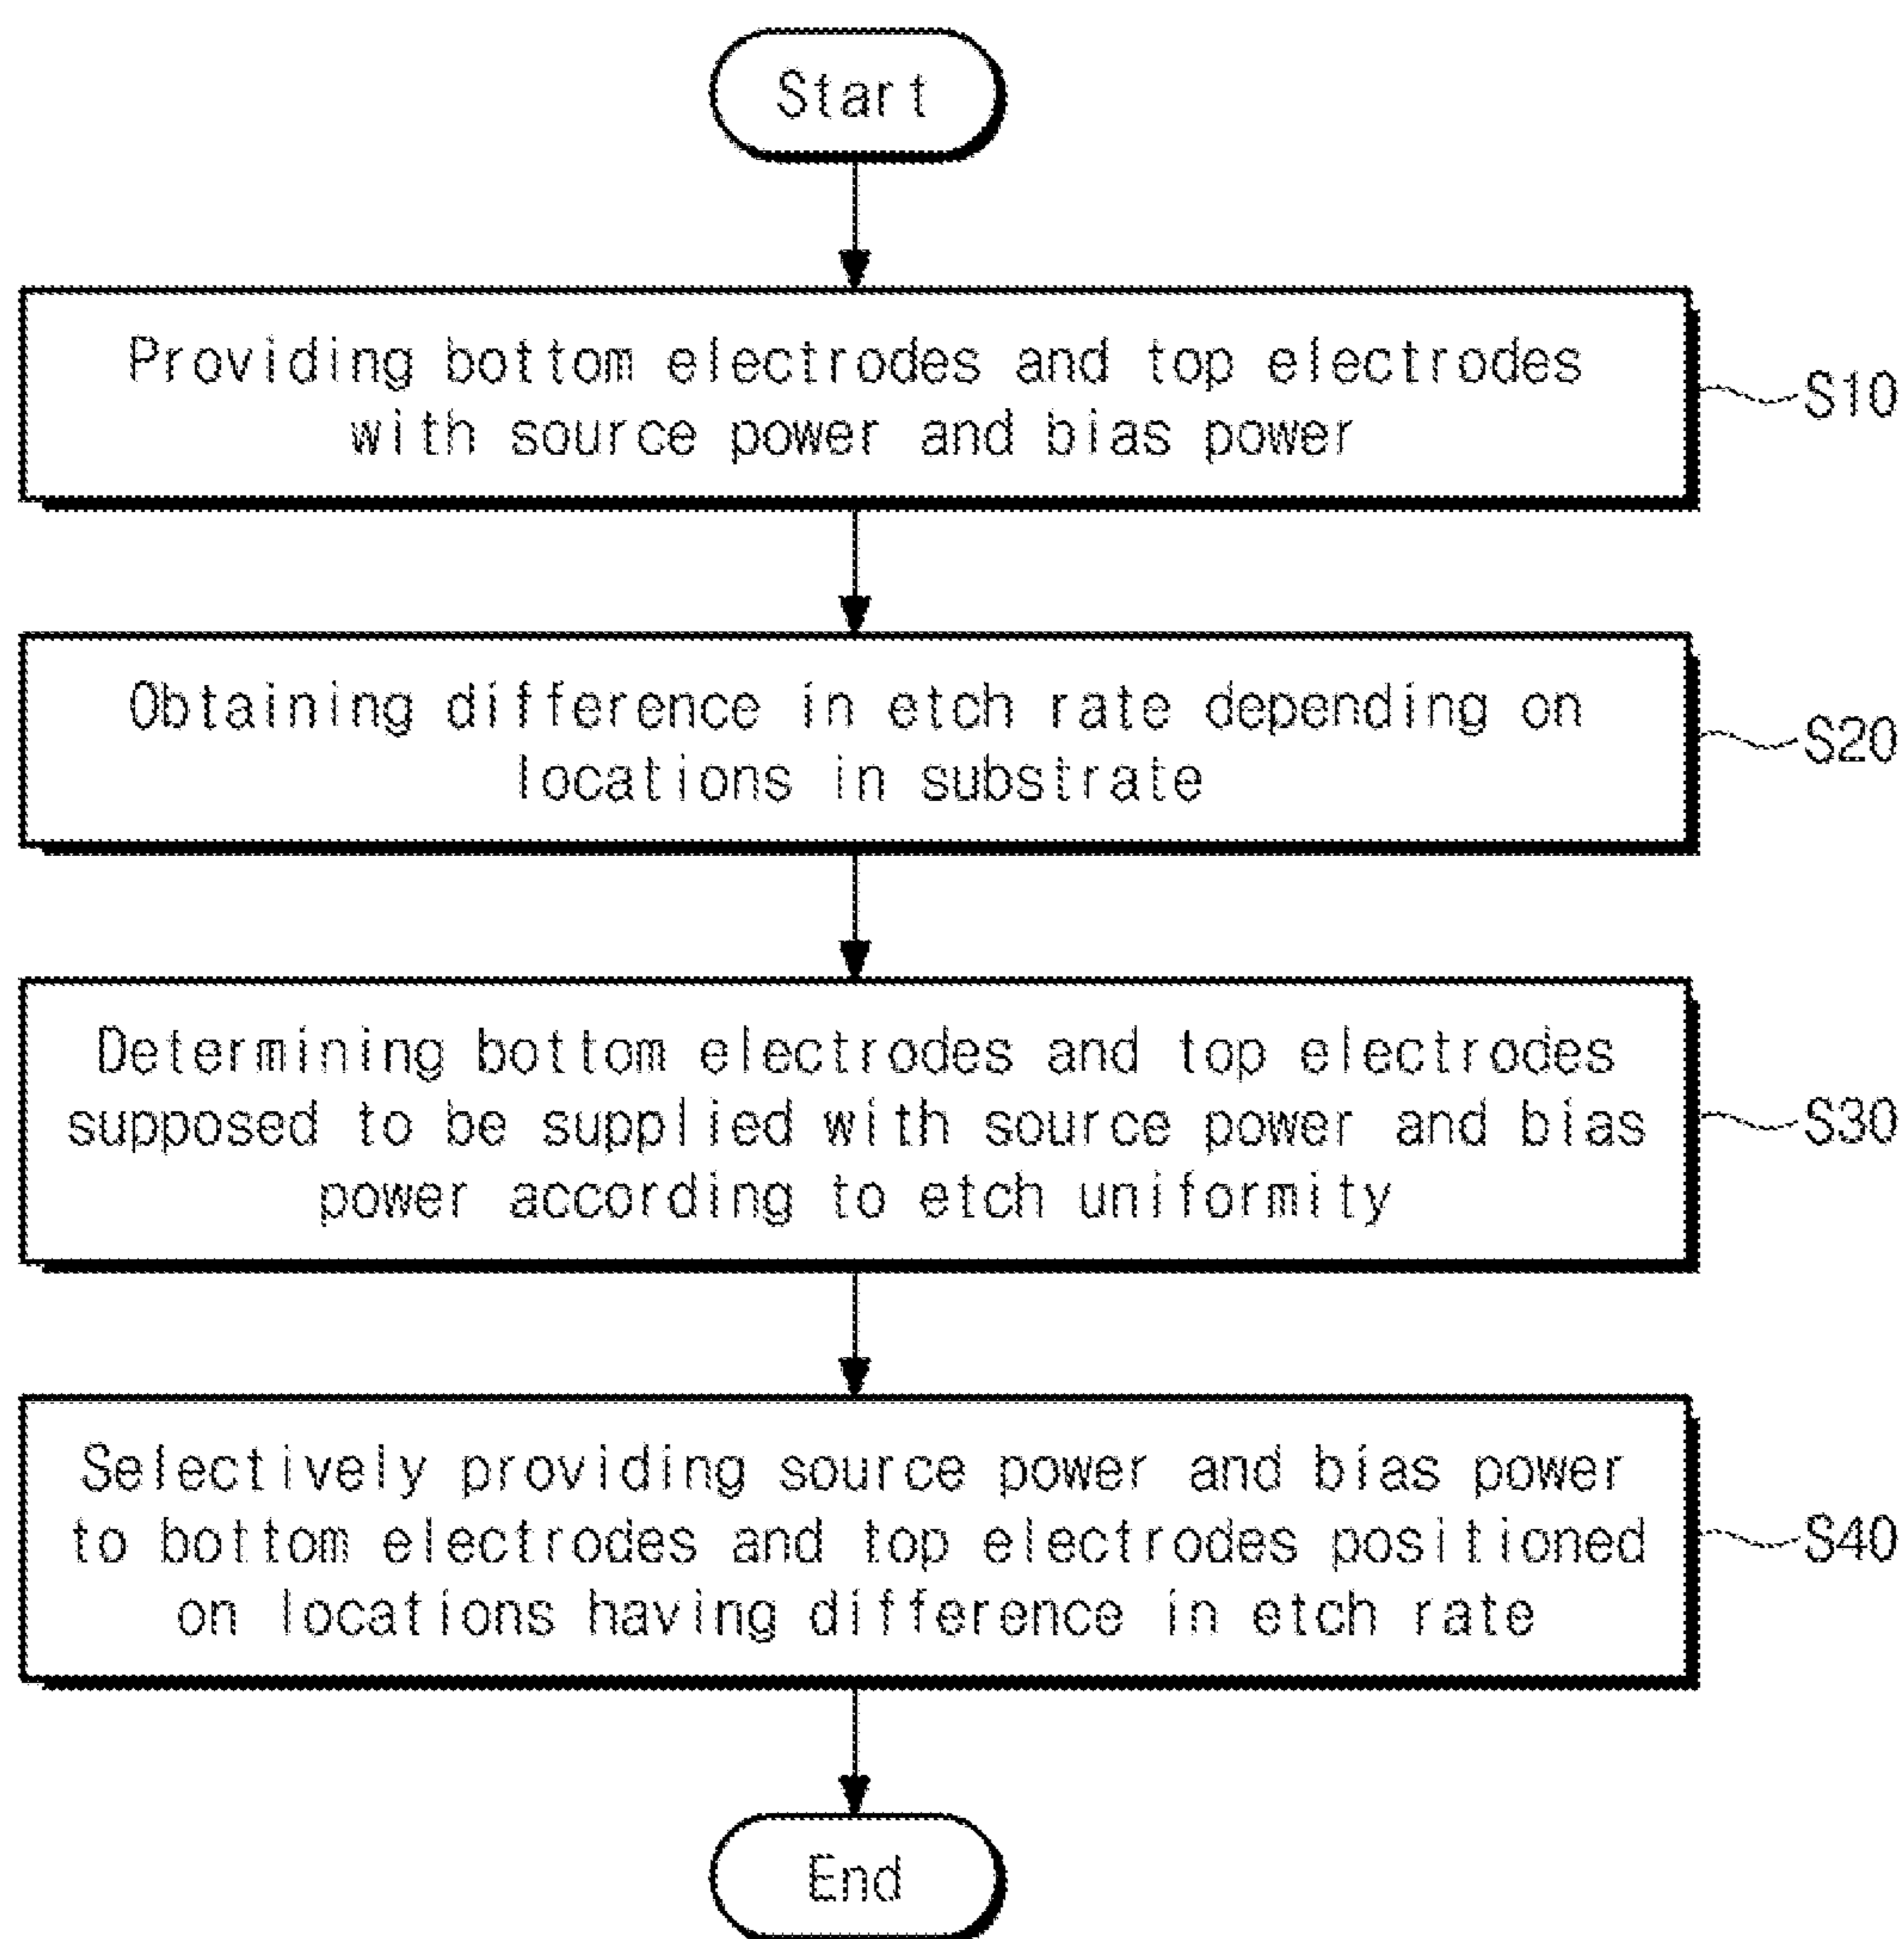 Start
Providing bottom electrodes and top electrodes
with source power and bias power
S10
Obtaining difference in etch rate depending on
locations in substrate
S20
Determining bottom electrodes and top electrodes
supposed to be supplied with source power and bias
power according to etch uniformity
S30
Selectively providing source power and bias power
to bottom electrodes and top electrodes positioned
on locations having difference in etch rate
S40
End